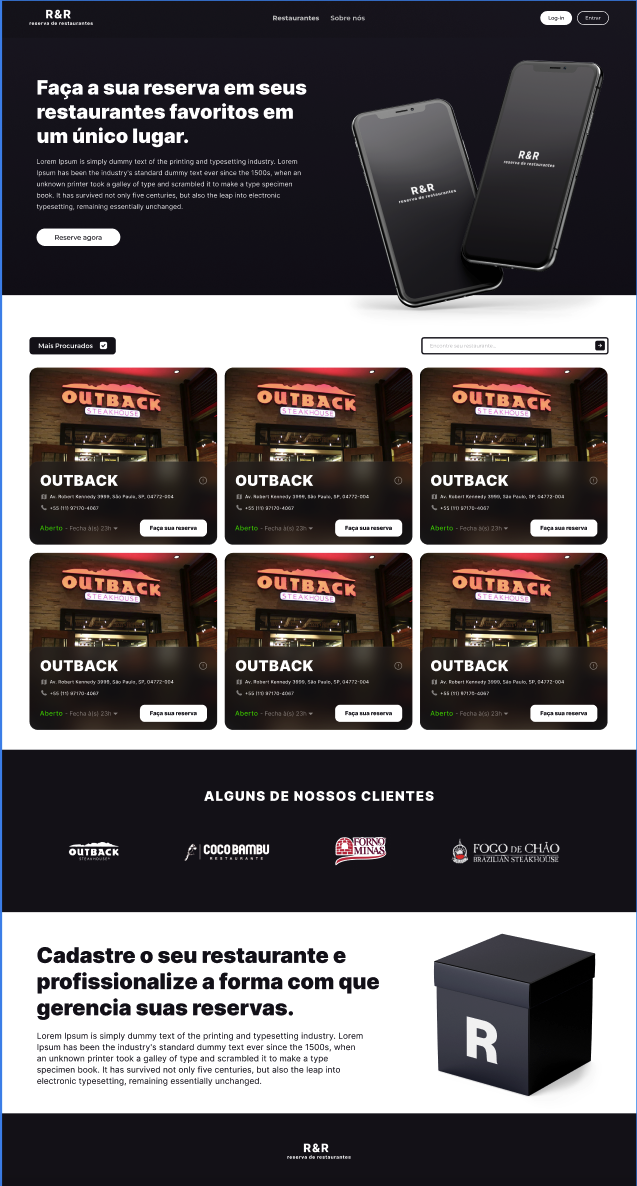 R&R
reserva de restaurantes
Restaurantes
Sobre nós
Log-in
Entrar
Faça a sua reserva em seus
restaurantes favoritos em
um único lugar.
Lorem Ipsum is simply dummy text of the printing and typesetting industry. Lorem
Ipsum has been the industry's standard dummy text ever since the 1500s, when an
unknown printer took a galley of type and scrambled it to make a type specimen
book. It has survived not only five centuries, but also the leap into electronic
typesetting, remaining essentially unchanged.
Reserve agora
R&R
reserva de restaurantes
R&R
reserva de restaurantes
Mais Procurados
Encontre seu restaurante...
OUTBACK
STEAKHOUSE
OUTBACK
Av. Robert Kennedy 3999, São Paulo, SP, 04772-004
+55 (11) 97170-4067
Aberto - Fecha à(s) 23h
Faça sua reserva
OUTBACK
STEAKHOUSE
OUTBACK
Av. Robert Kennedy 3999, São Paulo, SP, 04772-004
+55 (11) 97170-4067
Aberto - Fecha à(s) 23h
Faça sua reserva
OUTBACK
STEAKHOUSE
OUTBACK
Av. Robert Kennedy 3999, São Paulo, SP, 04772-004
+55 (11) 97170-4067
Aberto - Fecha à(s) 23h
Faça sua reserva
OUTBACK
STEAKHOUSE
OUTBACK
Av. Robert Kennedy 3999, São Paulo, SP, 04772-004
+55 (11) 97170-4067
Aberto - Fecha à(s) 23h
Faça sua reserva
OUTBACK
STEAKHOUSE
OUTBACK
Av. Robert Kennedy 3999, São Paulo, SP, 04772-004
+55 (11) 97170-4067
Aberto - Fecha à(s) 23h
Faça sua reserva
OUTBACK
STEAKHOUSE
OUTBACK
Av. Robert Kennedy 3999, São Paulo, SP, 04772-004
+55 (11) 97170-4067
Aberto - Fecha à(s) 23h
Faça sua reserva
ALGUNS DE NOSSOS CLIENTES
OUTBACK
STEAKHOUSE
COCO BAMBU
RESTAURANTE
FORNO
MINAS
FOGO DE CHÃO
BRAZILIAN STEAKHOUSE
Cadastre o seu restaurante e
profissionalize a forma com que
gerencia suas reservas.
Lorem Ipsum is simply dummy text of the printing and typesetting industry. Lorem
Ipsum has been the industry's standard dummy text ever since the 1500s, when
an unknown printer took a galley of type and scrambled it to make a type
specimen book. It has survived not only five centuries, but also the leap into
electronic typesetting, remaining essentially unchanged.
R
R&R
reserva de restaurantes